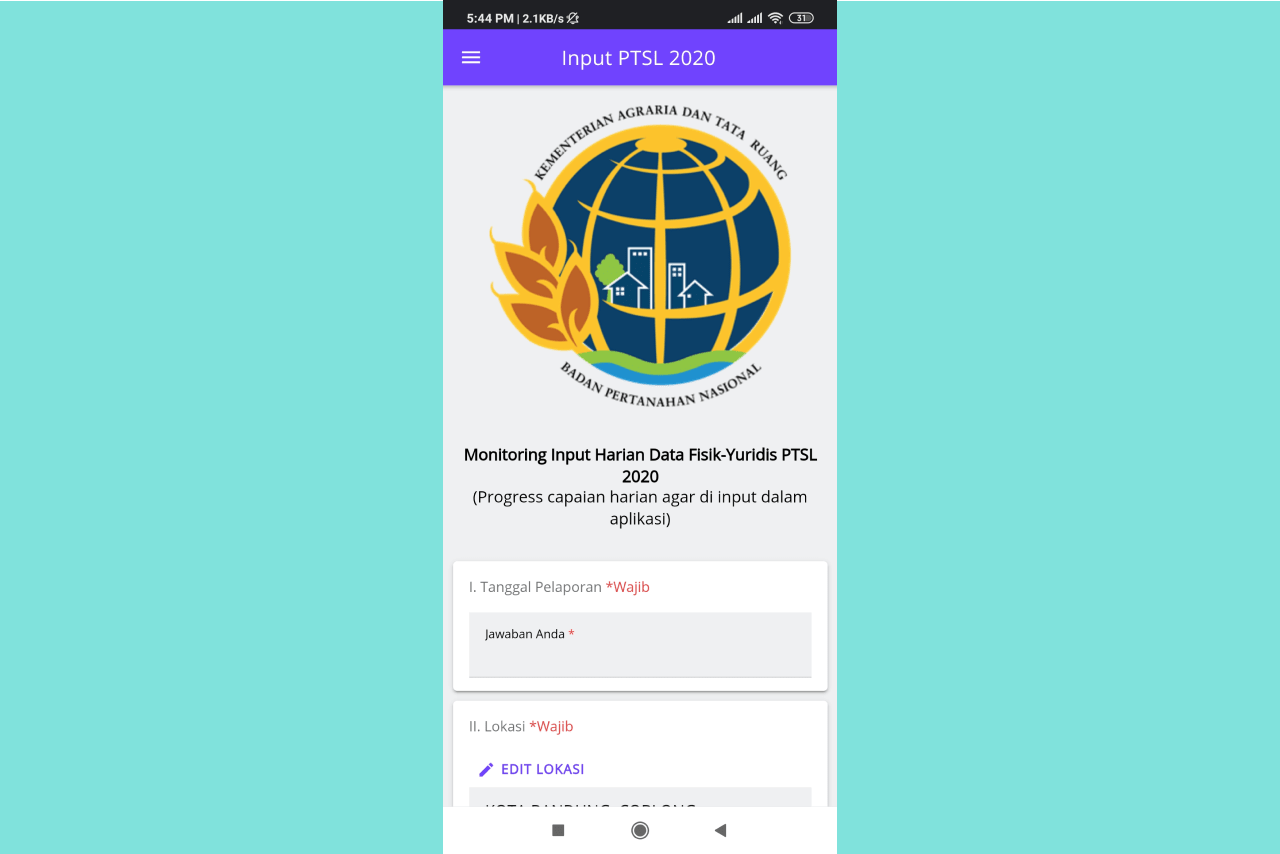 5:44 PM | 2.1KB/s
31
Input PTSL 2020
KEMENTERIAN AGRARIA DAN TATA RUANG
BADAN PERTANAHAN NASIONAL
Monitoring Input Harian Data Fisik-Yuridis PTSL
2020
(Progress capaian harian agar di input dalam
aplikasi)
I. Tanggal Pelaporan *Wajib
Jawaban Anda *
II. Lokasi *Wajib
EDIT LOKASI